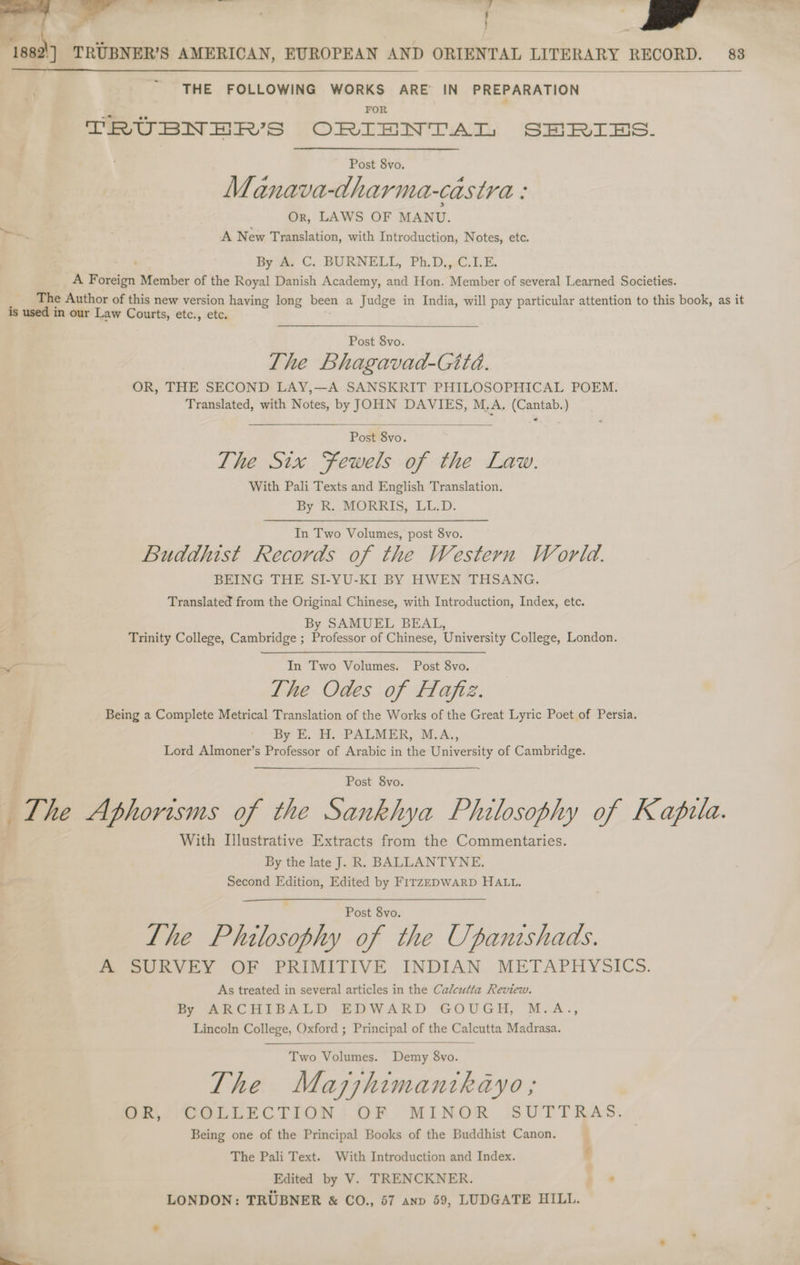 1882.] TRÜBNER'S AMERICAN, EUROPEAN AND ORIENTAL LITERARY RECORD. 83
THE FOLLOWING WORKS ARE IN PREPARATION
FOR
TRÜBNER'S ORIENTAL SERIES.
Post 8vo.
Mānava-dharma-cāstra:
OR, LAWS OF MANU.
A New Translation, with Introduction, Notes, etc.
By A. C. BURNELL, Ph.D., C.I.E.
A Foreign Member of the Royal Danish Academy, and Hon. Member of several Learned Societies.
The Author of this new version having long been a Judge in India, will pay particular attention to this book, as it
is used in our Law Courts, etc., etc.
Post 8vo.
The Bhagavad-Gítá.
OR, THE SECOND LAY,—A SANSKRIT PHILOSOPHICAL POEM.
Translated, with Notes, by JOHN DAVIES, M.A. (Cantab.)
Post 8vo.
The Six Jewels of the Law.
With Pali Texts and English Translation.
By R. MORRIS, LL.D.
In Two Volumes, post 8vo.
Buddhist Records of the Western World.
BEING THE SI-YU-KI BY HWEN THSANG.
Translated from the Original Chinese, with Introduction, Index, etc.
By SAMUEL BEAL,
Trinity College, Cambridge; Professor of Chinese, University College, London.
In Two Volumes. Post 8vo.
The Odes of Hafiz.
Being a Complete Metrical Translation of the Works of the Great Lyric Poet of Persia.
By E. H. PALMER, M.A.,
Lord Almoner's Professor of Arabic in the University of Cambridge.
Post 8vo.
The Aphorisms of the Sankhya Philosophy of Kapila.
With Illustrative Extracts from the Commentaries.
By the late J. R. BALLANTYNE.
Second Edition, Edited by FITZEDWARD HALL.
Post 8vo.
The Philosophy of the Upanishads.
A SURVEY OF PRIMITIVE INDIAN METAPHYSICS.
As treated in several articles in the Calcutta Review.
By ARCHIBALD EDWARD GOUGH, M.A.,
Lincoln College, Oxford; Principal of the Calcutta Madrasa.
Two Volumes. Demy 8vo.
The Majjhimanikāyo;
OR, COLLECTION OF MINOR SUTTRAS.
Being one of the Principal Books of the Buddhist Canon.
The Pali Text. With Introduction and Index.
Edited by V. TRENCKNER.
LONDON: TRÜBNER & CO., 57 AND 59, LUDGATE HILL.